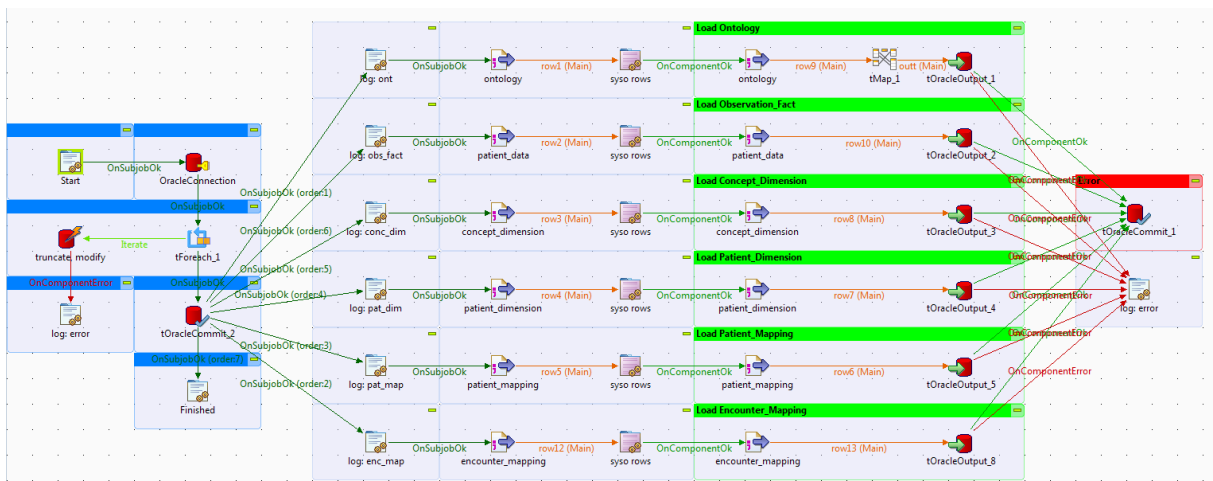 Load Ontology
OnSubjobOk row1 (Main) OnComponentOk row9 (Main) outt (Main)
log: ont ontology syso rows ontology tMap_1 tOracleOutput_1
Load Observation_Fact
OnSubjobOk row2 (Main) OnComponentOk row10 (Main) OnComponentOk
log: obs_fact patient_data syso rows patient_data tOracleOutput_2
OnSubjobOk
Start OracleConnection
OnSubjobOk (order:1)
Load Concept_Dimension
Error
OnSubjobOk
OnSubjobOk (order:6)
OnSubjobOk row3 (Main) OnComponentOk row8 (Main) OnComponentError
log: conc_dim concept_dimension syso rows concept_dimension tOracleOutput_3 tOracleCommit_1
Iterate
truncate, modify tForeach_1
Load Patient_Dimension
OnSubjobOk (order:5)
OnComponentError OnSubjobOk
OnSubjobOk (order:4)
OnSubjobOk row4 (Main) OnComponentOk row7 (Main)
log: pat_dim patient_dimension syso rows patient_dimension tOracleOutput_4 log: error
log: error tOracleCommit_2
Load Patient_Mapping
OnSubjobOk (order:3)
OnSubjobOk (order:7)
OnSubjobOk row5 (Main) OnComponentOk row6 (Main) OnComponentError
log: pat_map patient_mapping syso rows patient_mapping tOracleOutput_5
OnSubjobOk (order:2)
Finished
Load Encounter_Mapping
OnSubjobOk row12 (Main) OnComponentOk row13 (Main)
log: enc_map encounter_mapping syso rows encounter_mapping tOracleOutput_8